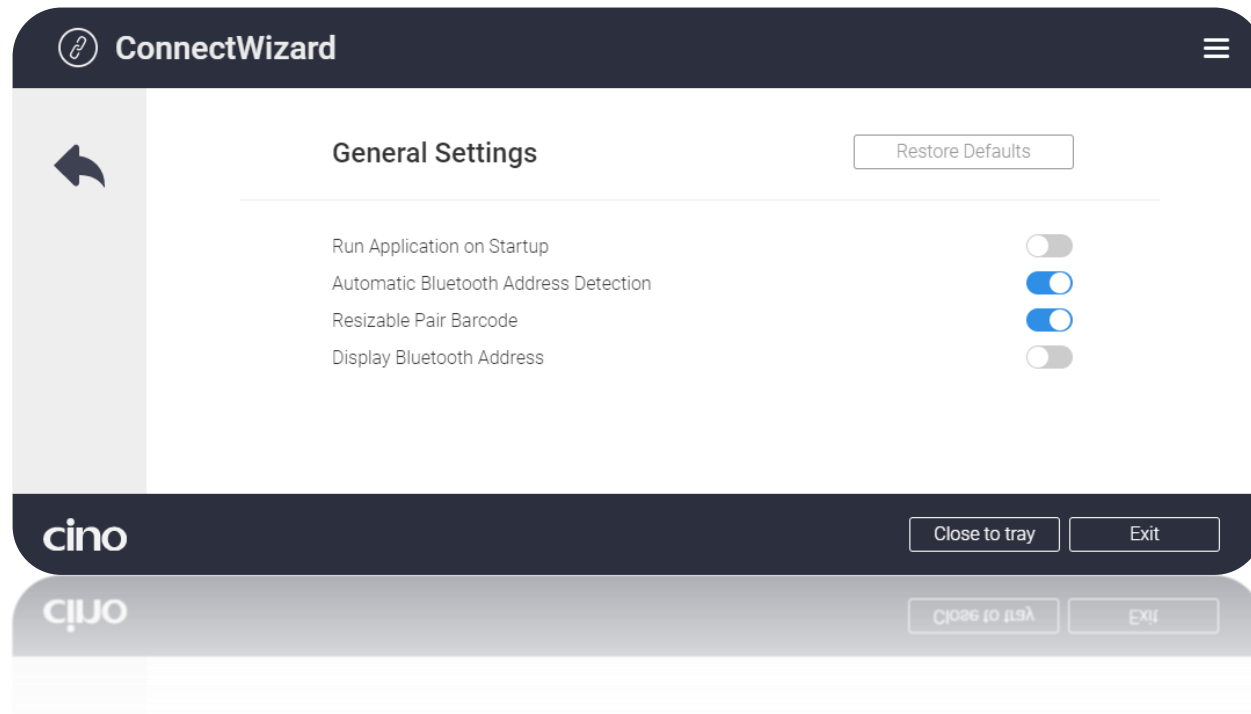 ConnectWizard
General Settings
Restore Defaults
Run Application on Startup
Automatic Bluetooth Address Detection
Resizable Pair Barcode
Display Bluetooth Address
cino
Close to tray
Exit